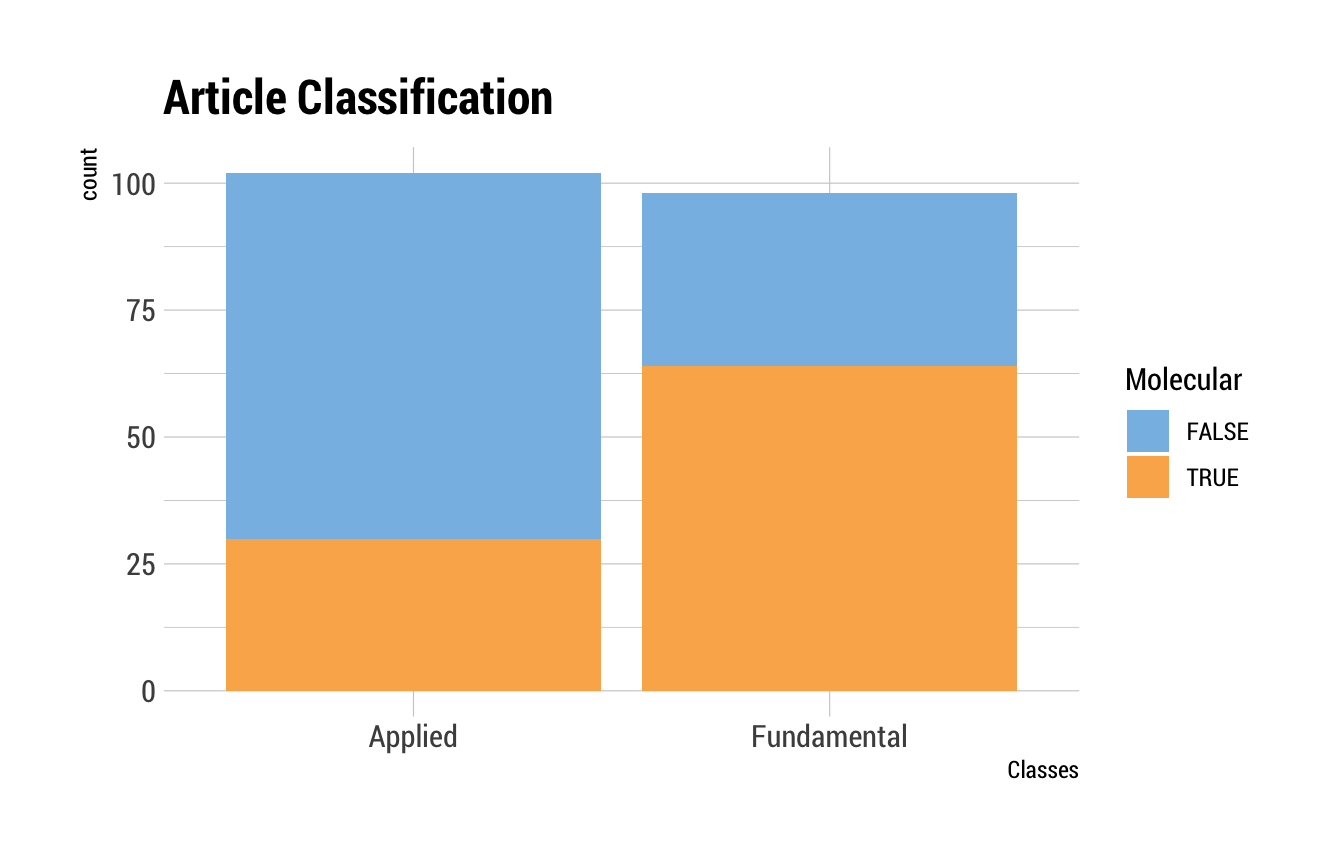 Article Classification
count
100
75
50
25
0
Applied
Fundamental
Classes
Molecular
FALSE
TRUE